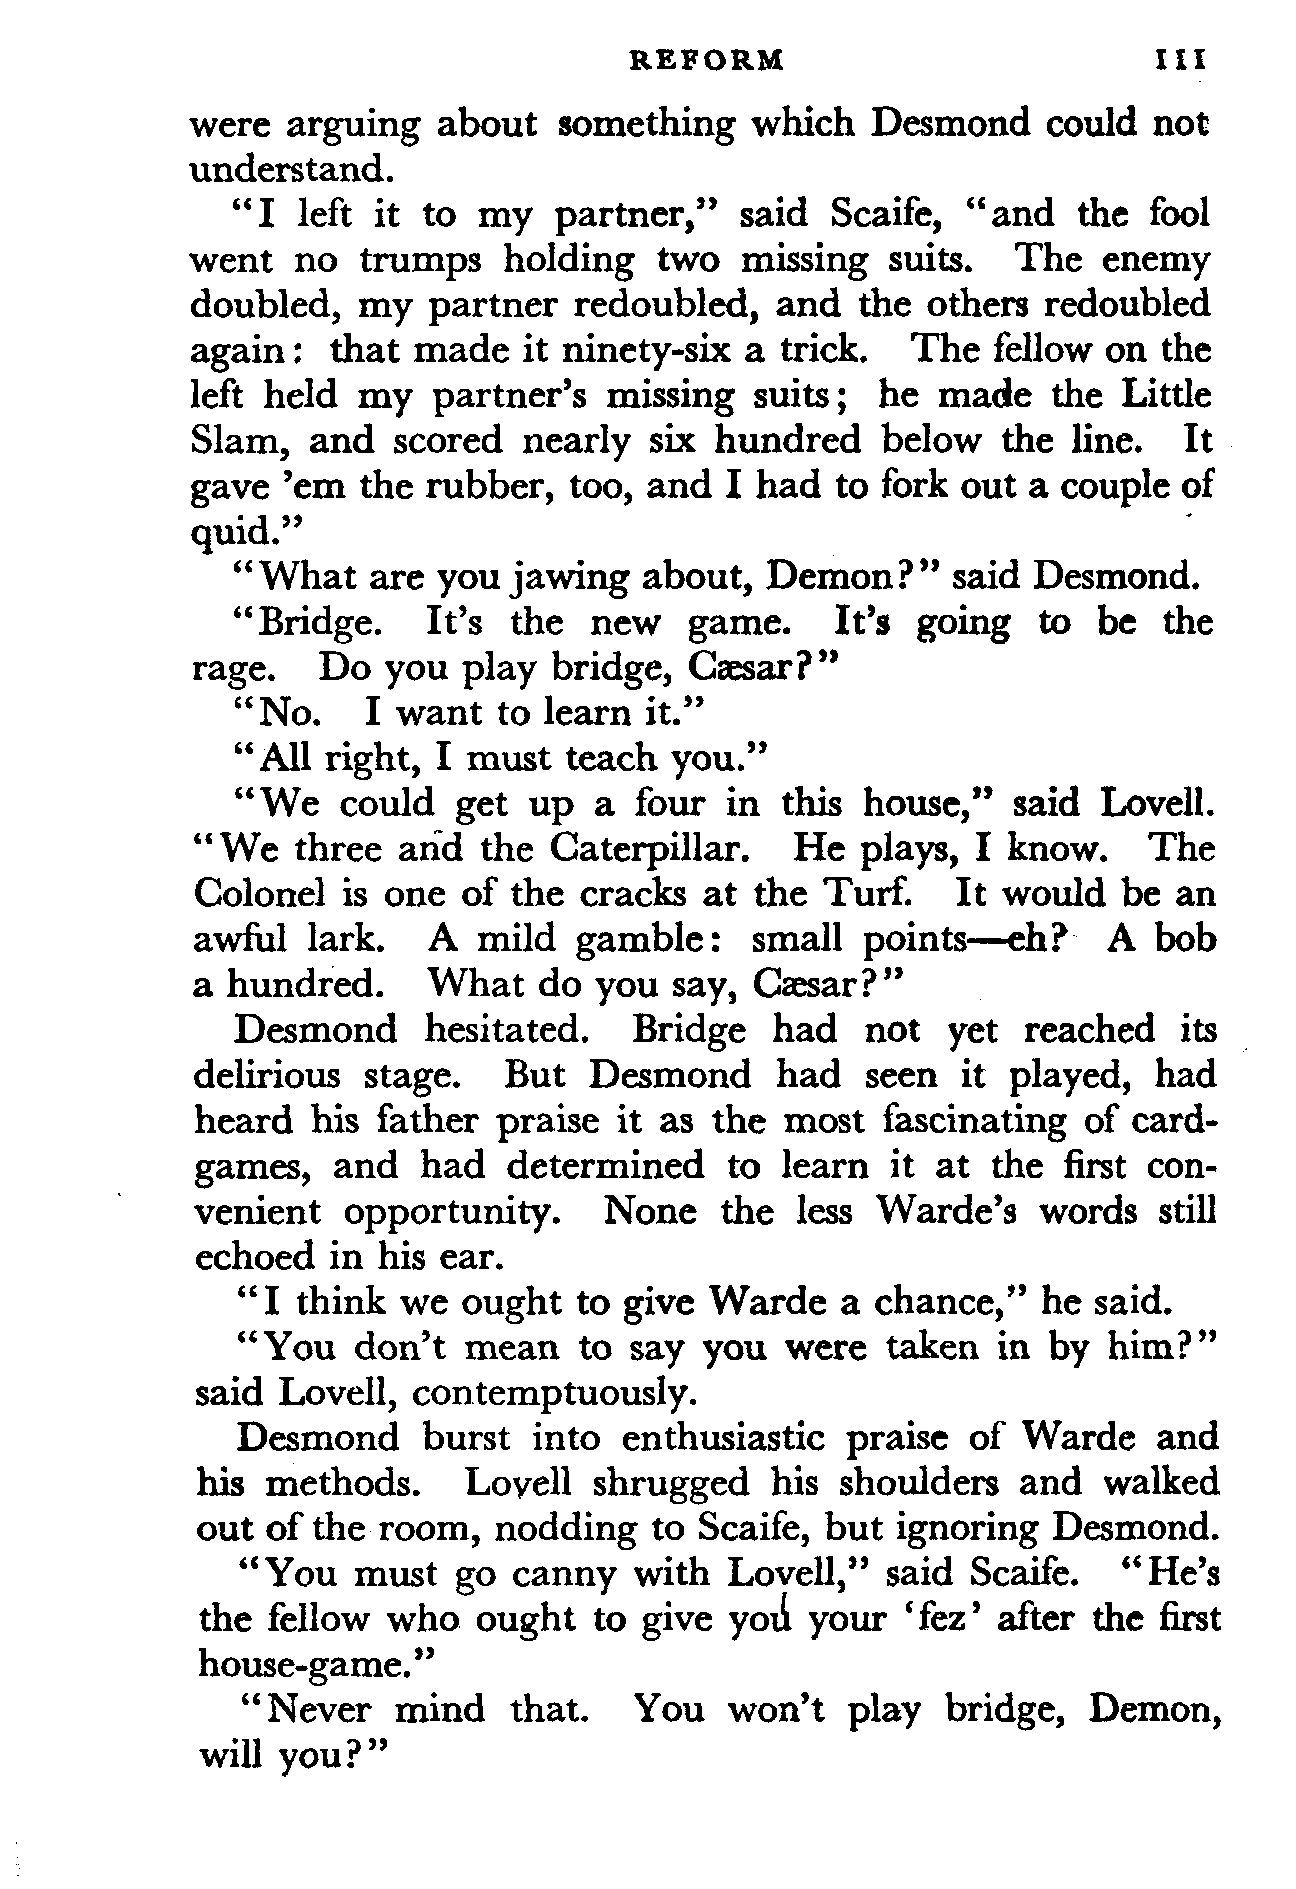 REFORM 111
were arguing about something which Desmond could not
understand.
“I left it to my partner,” said Scaife, “and the fool
went no trumps holding two missing suits. The enemy
doubled, my partner redoubled, and the others redoubled
again: that made it ninety-six a trick. The fellow on the
left held my partner’s missing suits; he made the Little
Slam, and scored nearly six hundred below the line. It
gave ’em the rubber, too, and I had to fork out a couple of
quid.”
“What are you jawing about, Demon?” said Desmond.
“Bridge. It’s the new game. It’s going to be the
rage. Do you play bridge, Cæsar?”
“No. I want to learn it.”
“All right, I must teach you.”
“We could get up a four in this house,” said Lovell.
“We three and the Caterpillar. He plays, I know. The
Colonel is one of the cracks at the Turf. It would be an
awful lark. A mild gamble: small points—eh? A bob
a hundred. What do you say, Cæsar?”
Desmond hesitated. Bridge had not yet reached its
delirious stage. But Desmond had seen it played, had
heard his father praise it as the most fascinating of card-
games, and had determined to learn it at the first con-
venient opportunity. None the less Warde’s words still
echoed in his ear.
“I think we ought to give Warde a chance,” he said.
“You don’t mean to say you were taken in by him?”
said Lovell, contemptuously.
Desmond burst into enthusiastic praise of Warde and
his methods. Lovell shrugged his shoulders and walked
out of the room, nodding to Scaife, but ignoring Desmond.
“You must go canny with Lovell,” said Scaife. “He’s
the fellow who ought to give you your ‘fez’ after the first
house-game.”
“Never mind that. You won’t play bridge, Demon,
will you?”